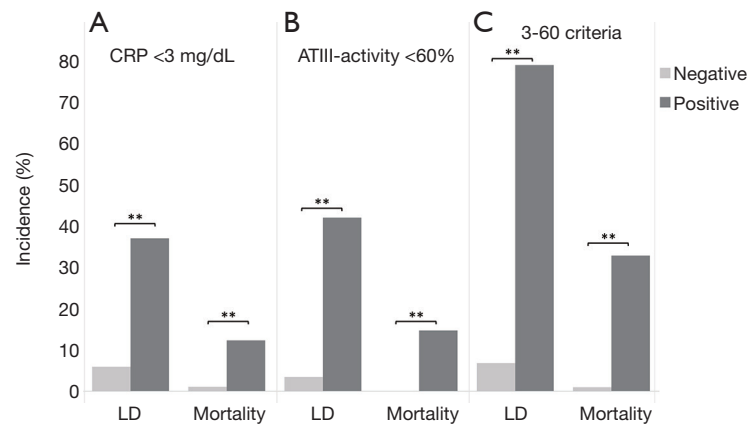 A
CRP <3 mg/dL
B
ATIII-activity <60%
C
3-60 criteria
Negative
Positive
Incidence (%)
80
70
60
50
40
30
20
10
0
**
**
**
**
**
**
LD
Mortality
LD
Mortality
LD
Mortality